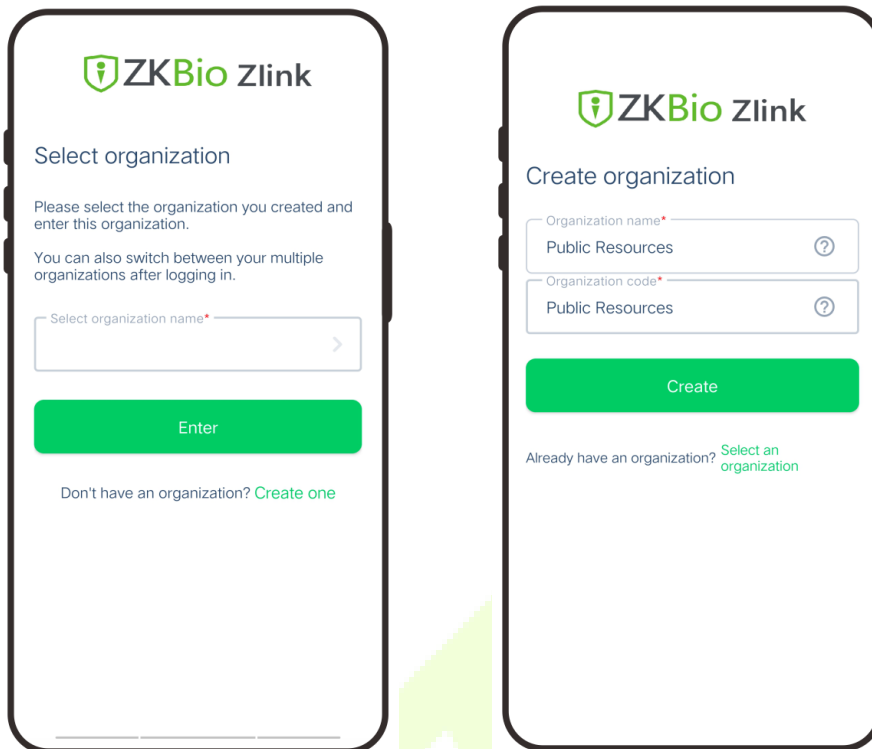 ZKBio Zlink
Select organization
Please select the organization you created and
enter this organization.
You can also switch between your multiple
organizations after logging in.
Select organization name*
Enter
Don't have an organization? Create one
ZKBio Zlink
Create organization
Organization name*
Public Resources
Organization code*
Public Resources
Create
Already have an organization? Select an
organization